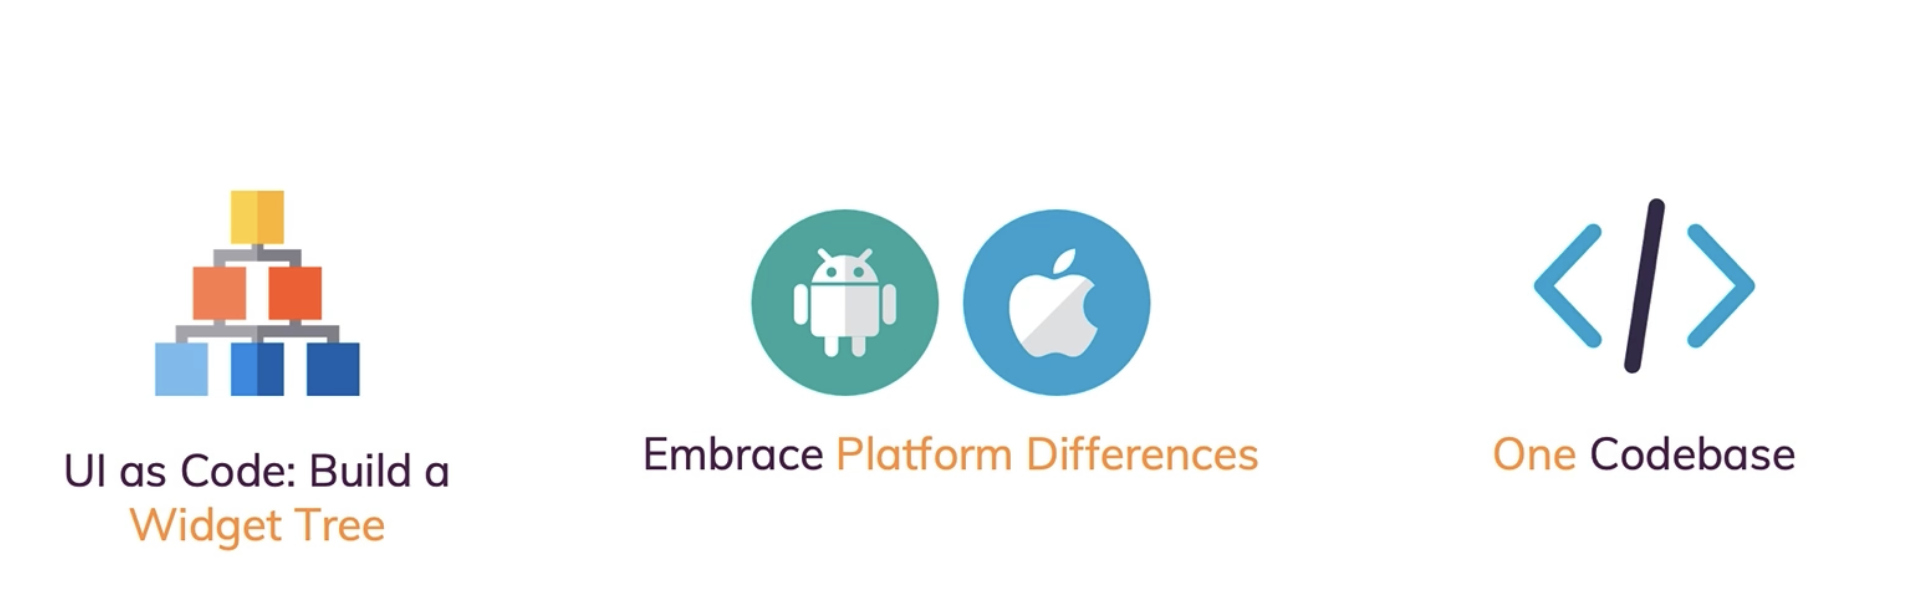 UI as Code: Build a
Widget Tree
Embrace Platform Differences
One Codebase